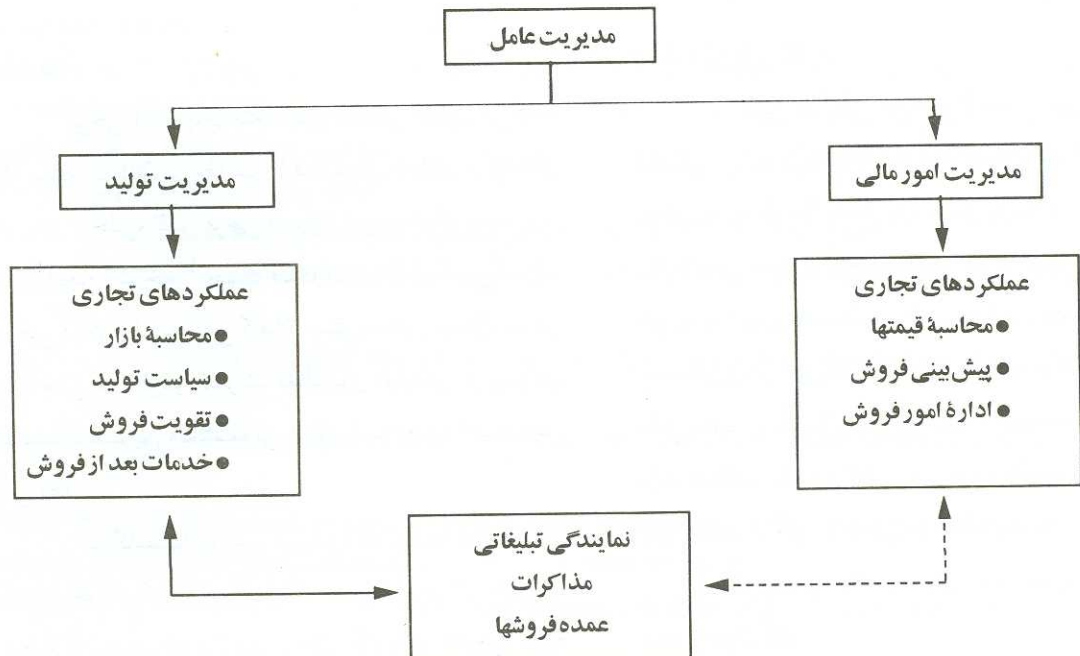 مدیریت عامل
مدیریت امور مالی
مدیریت تولید
عملکردهای تجاری
● محاسبهٔ قیمتها
● پیش‌بینی فروش
● ادارهٔ امور فروش
عملکردهای تجاری
● محاسبهٔ بازار
● سیاست تولید
● تقویت فروش
● خدمات بعد از فروش
نمایندگی تبلیغاتی
مذاکرات
عمده فروشها